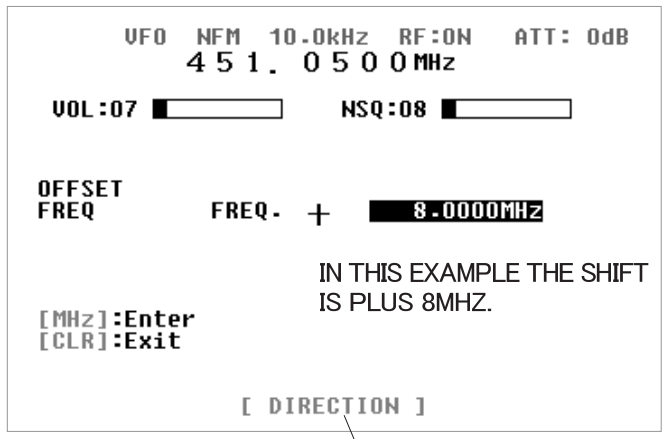 VFO NFM 10.0kHz RF:ON ATT: 0dB
451. 0500MHz
VOL:07 NSQ:08
OFFSET
FREQ FREQ. + 8.0000MHz
IN THIS EXAMPLE THE SHIFT
IS PLUS 8MHZ.
[MHz]:Enter
[CLR]:Exit
[ DIRECTION ]